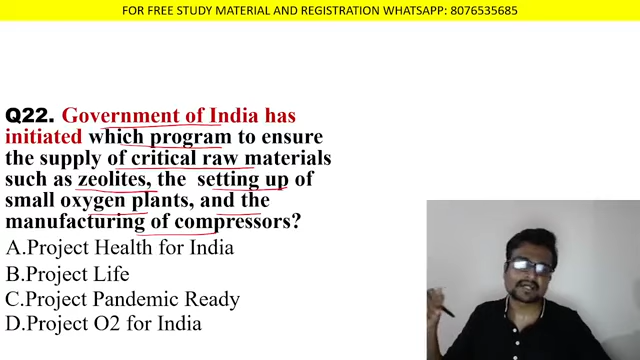 FOR FREE STUDY MATERIAL AND REGISTRATION WHATSAPP: 8076535685
Q22. Government of India has
initiated which program to ensure
the supply of critical raw materials
such as zeolites, the setting up of
small oxygen plants, and the
manufacturing of compressors?
A.Project Health for India
B.Project Life
C.Project Pandemic Ready
D.Project O2 for India